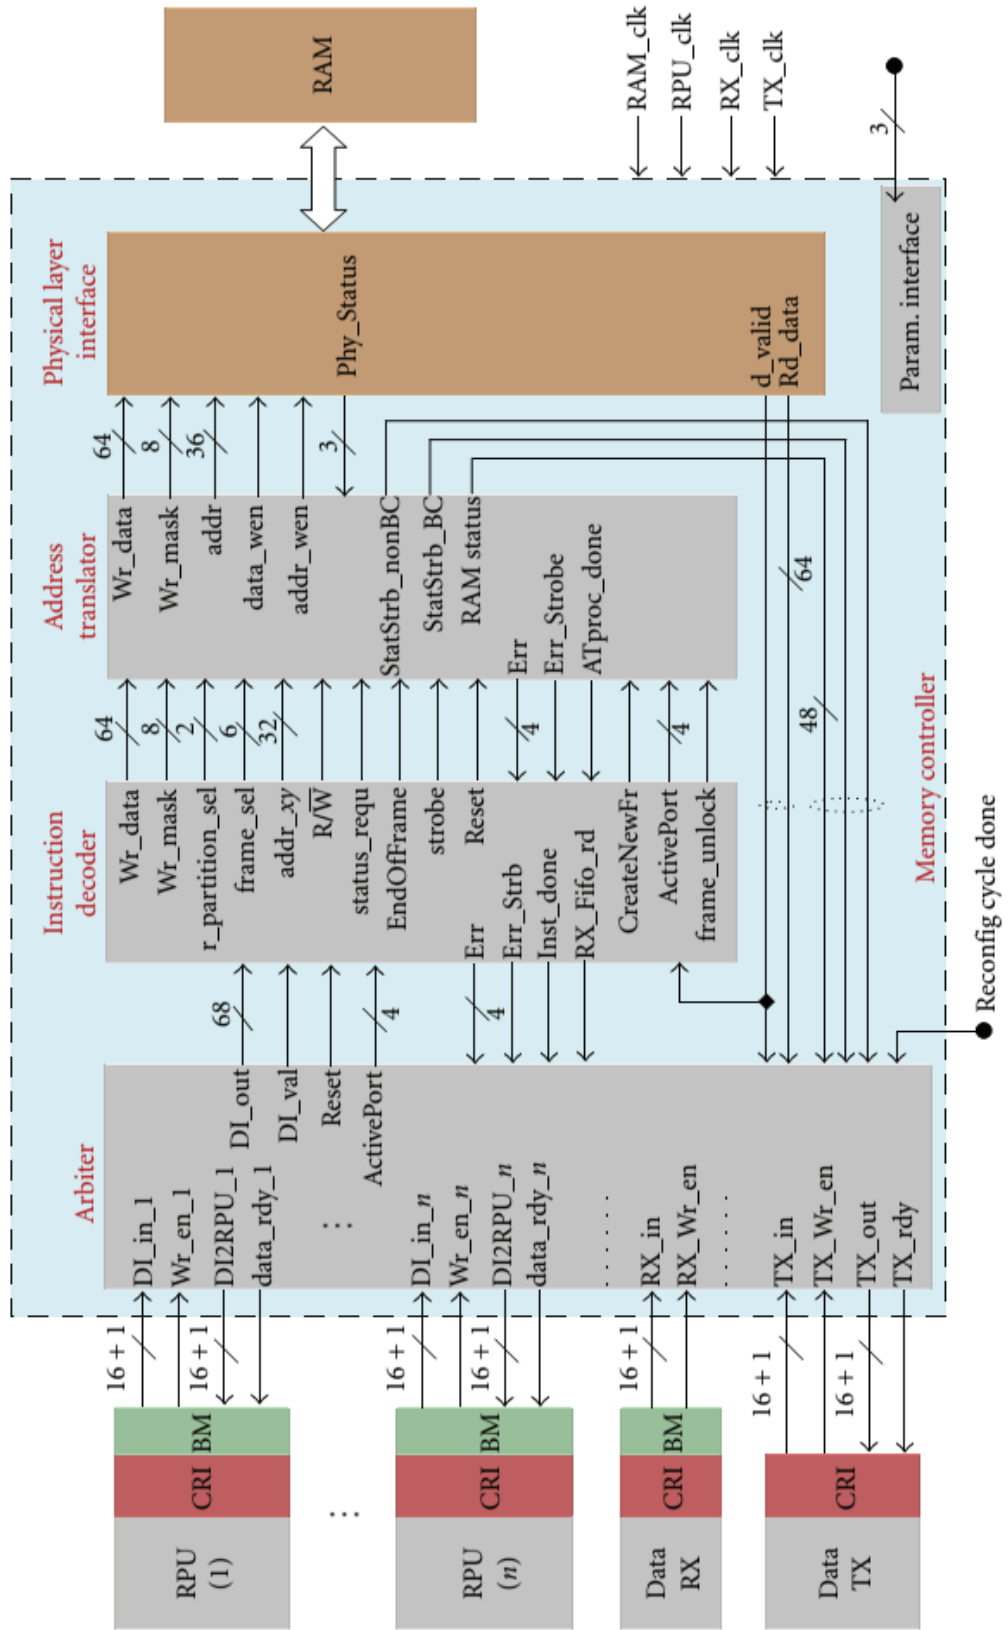 RPU
(1)
CRI
BM
⋮
RPU
(n)
CRI
BM
Data
RX
CRI
BM
Data
TX
CRI
16 + 1
16 + 1
16 + 1
16 + 1
16 + 1
16 + 1
16 + 1
Arbiter
DI_in_1
Wr_en_1
DI2RPU_1
data_rdy_1
⋮
DI_in_n
Wr_en_n
DI2RPU_n
data_rdy_n
RX_in
RX_Wr_en
TX_in
TX_Wr_en
TX_out
TX_rdy
DI_out
DI_val
Reset
ActivePort
68
4
4
Instruction
decoder
Wr_data
Wr_mask
r_partition_sel
frame_sel
addr_xy
R/W̅
status_requ
EndOfFrame
strobe
Reset
Err
Err_Strb
Inst_done
RX_Fifo_rd
CreateNewFr
ActivePort
frame_unlock
64
8
2
6
32
4
4
Address
translator
Wr_data
Wr_mask
addr
data_wen
addr_wen
StatStrb_nonBC
StatStrb_BC
RAM status
Err
Err_Strobe
ATproc_done
64
8
36
3
48
64
Physical layer
interface
Phy_Status
d_valid
Rd_data
RAM
RAM_clk
RPU_clk
RX_clk
TX_clk
3
Param. interface
Memory controller
Reconfig cycle done